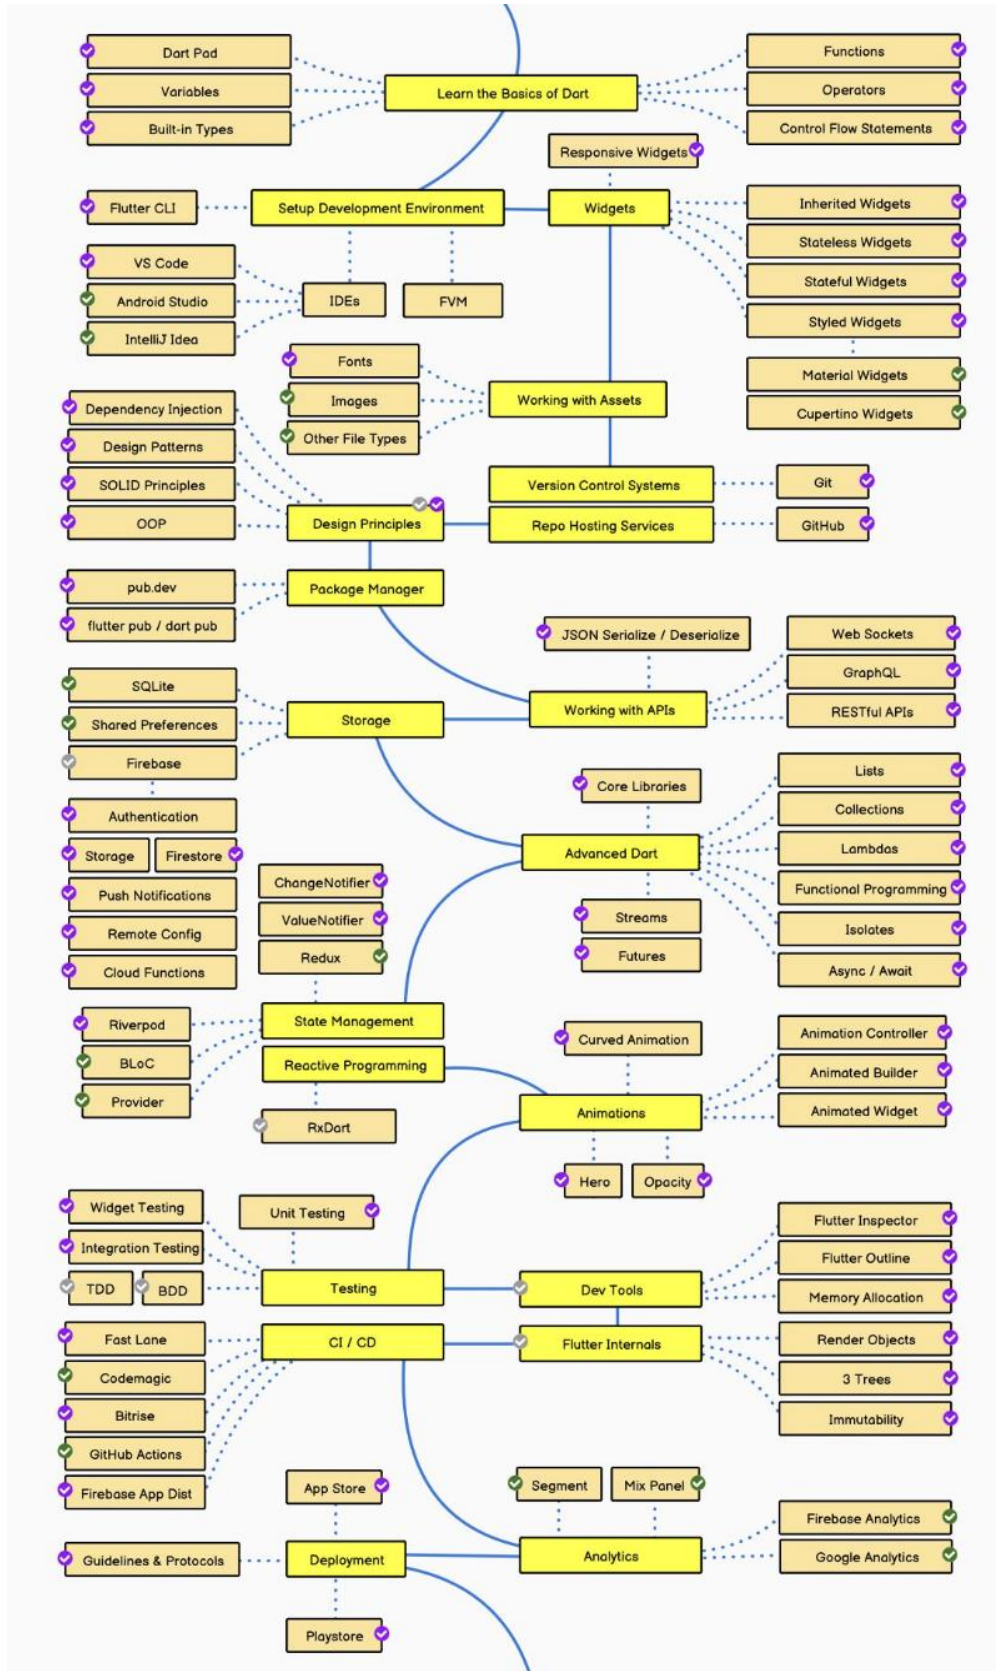 Dart Pad
Variables
Built-in Types
Learn the Basics of Dart
Functions
Operators
Control Flow Statements
Responsive Widgets
Flutter CLI
Setup Development Environment
Widgets
Inherited Widgets
Stateless Widgets
Stateful Widgets
Styled Widgets
Material Widgets
Cupertino Widgets
VS Code
Android Studio
IntelliJ Idea
IDEs
FVM
Fonts
Images
Other File Types
Working with Assets
Dependency Injection
Design Patterns
SOLID Principles
OOP
Design Principles
Version Control Systems
Repo Hosting Services
Git
GitHub
pub.dev
flutter pub / dart pub
Package Manager
JSON Serialize / Deserialize
Web Sockets
GraphQL
RESTful APIs
Working with APIs
Storage
SQLite
Shared Preferences
Firebase
Authentication
Storage
Firestore
Push Notifications
Remote Config
Cloud Functions
Core Libraries
Advanced Dart
Streams
Futures
Lists
Collections
Lambdas
Functional Programming
Isolates
Async / Await
ChangeNotifier
ValueNotifier
Redux
State Management
Reactive Programming
Riverpod
BLoC
Provider
RxDart
Curved Animation
Animations
Hero
Opacity
Animation Controller
Animated Builder
Animated Widget
Widget Testing
Integration Testing
TDD
BDD
Unit Testing
Testing
Dev Tools
Flutter Inspector
Flutter Outline
Memory Allocation
CI / CD
Flutter Internals
Render Objects
3 Trees
Immutability
Fast Lane
Codemagic
Bitrise
GitHub Actions
Firebase App Dist
App Store
Segment
Mix Panel
Firebase Analytics
Google Analytics
Guidelines & Protocols
Deployment
Analytics
Playstore